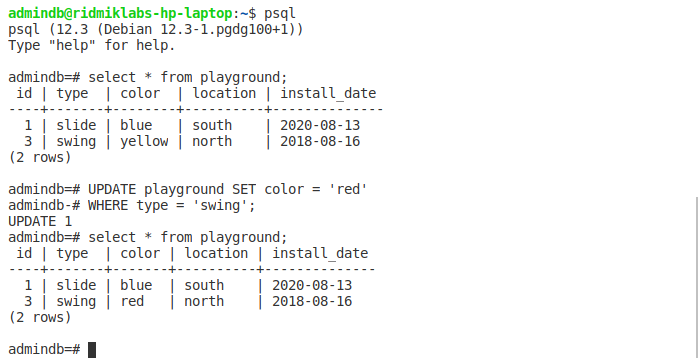 admindb@ridmiklabs-hp-laptop:~$ psql
psql (12.3 (Debian 12.3-1.pgdg100+1))
Type "help" for help.

admindb=# select * from playground;
 id | type  | color  | location | install_date
----+-------+--------+----------+--------------
  1 | slide | blue   | south    | 2020-08-13
  3 | swing | yellow | north    | 2018-08-16
(2 rows)

admindb=# UPDATE playground SET color = 'red'
admindb-# WHERE type = 'swing';
UPDATE 1
admindb=# select * from playground;
 id | type  | color | location | install_date
----+-------+-------+----------+--------------
  1 | slide | blue  | south    | 2020-08-13
  3 | swing | red   | north    | 2018-08-16
(2 rows)

admindb=#